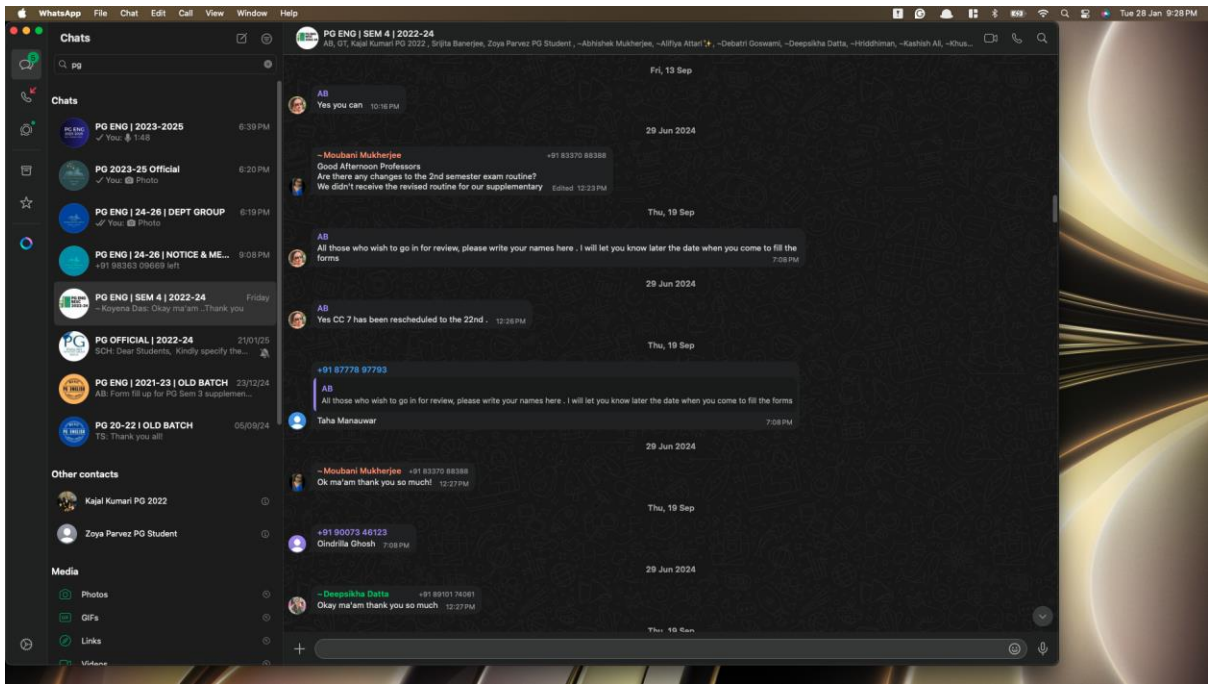 WhatsApp File Chat Edit Call View Window Help
Tue 28 Jan 9:28 PM
Chats
pg
Chats
PG ENG | 2023-2025 6:39 PM
You: 1:48
PG 2023-25 Official 6:20 PM
You: Photo
PG ENG | 24-26 | DEPT GROUP 6:19 PM
You: Photo
PG ENG | 24-26 | NOTICE & ME... 9:08 PM
+91 98363 09669 left
PG ENG | SEM 4 | 2022-24 Friday
~ Koyena Das: Okay ma'am ..Thank you
PG OFFICIAL | 2022-24 21/01/25
SCH: Dear Students, Kindly specify the...
PG ENG | 2021-23 | OLD BATCH 23/12/24
AB: Form fill up for PG Sem 3 supplemen...
PG 20-22 I OLD BATCH 05/09/24
TS: Thank you all!
Other contacts
Kajal Kumari PG 2022
Zoya Parvez PG Student
Media
Photos
GIFs
Links
Videos
PG ENG | SEM 4 | 2022-24
AB, GT, Kajal Kumari PG 2022, Srijita Banerjee, Zoya Parvez PG Student, ~Abhishek Mukherjee, ~Alifiya Attari, ~Debatri Goswami, ~Deepsikha Datta, ~Hriddhiman, ~Kashish Ali, ~Khus...
Fri, 13 Sep
AB
Yes you can 10:16 PM
29 Jun 2024
~ Moubani Mukherjee +91 83370 88388
Good Afternoon Professors
Are there any changes to the 2nd semester exam routine?
We didn't receive the revised routine for our supplementary Edited 12:23 PM
Thu, 19 Sep
AB
All those who wish to go in for review, please write your names here . I will let you know later the date when you come to fill the
forms 7:08 PM
29 Jun 2024
AB
Yes CC 7 has been rescheduled to the 22nd . 12:26 PM
Thu, 19 Sep
+91 87778 97793
AB
All those who wish to go in for review, please write your names here . I will let you know later the date when you come to fill the forms
Taha Manauwar 7:08 PM
29 Jun 2024
~ Moubani Mukherjee +91 83370 88388
Ok ma'am thank you so much! 12:27 PM
Thu, 19 Sep
+91 90073 46123
Oindrilla Ghosh 7:08 PM
29 Jun 2024
~ Deepsikha Datta +91 89101 74061
Okay ma'am thank you so much 12:27 PM
Thu, 19 Sep